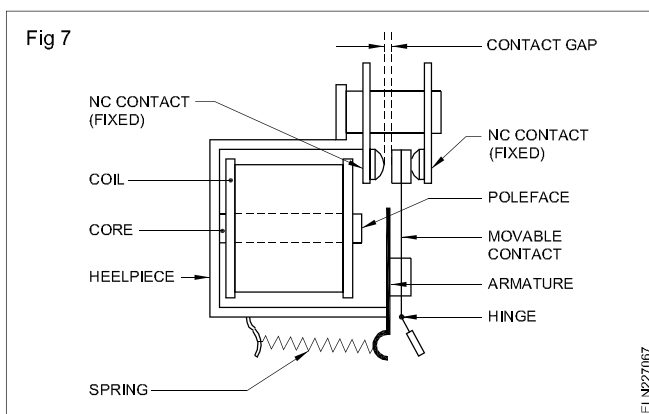 Fig 7
CONTACT GAP
NC CONTACT
(FIXED)
NC CONTACT
(FIXED)
COIL
POLEFACE
CORE
MOVABLE
CONTACT
HEELPIECE
ARMATURE
HINGE
SPRING
ELN227067